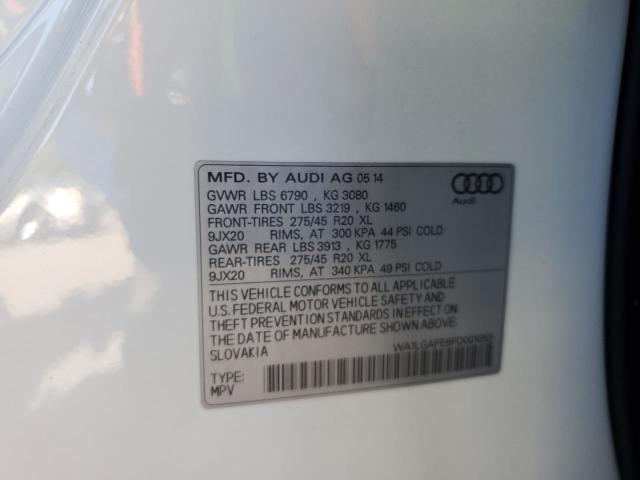 MFD. BY AUDI AG 05 14
GVWR LBS 6790 , KG 3080
GAWR FRONT LBS 3219 , KG 1460
FRONT-TIRES 275/45 R20 XL
9JX20 RIMS, AT 300 KPA 44 PSI COLD
GAWR REAR LBS 3913 , KG 1775
REAR-TIRES 275/45 R20 XL
9JX20 RIMS, AT 340 KPA 49 PSI COLD
Audi
THIS VEHICLE CONFORMS TO ALL APPLICABLE
U.S. FEDERAL MOTOR VEHICLE SAFETY AND
THEFT PREVENTION STANDARDS IN EFFECT ON
THE DATE OF MANUFACTURE SHOWN ABOVE.
SLOVAKIA
TYPE:
MPV